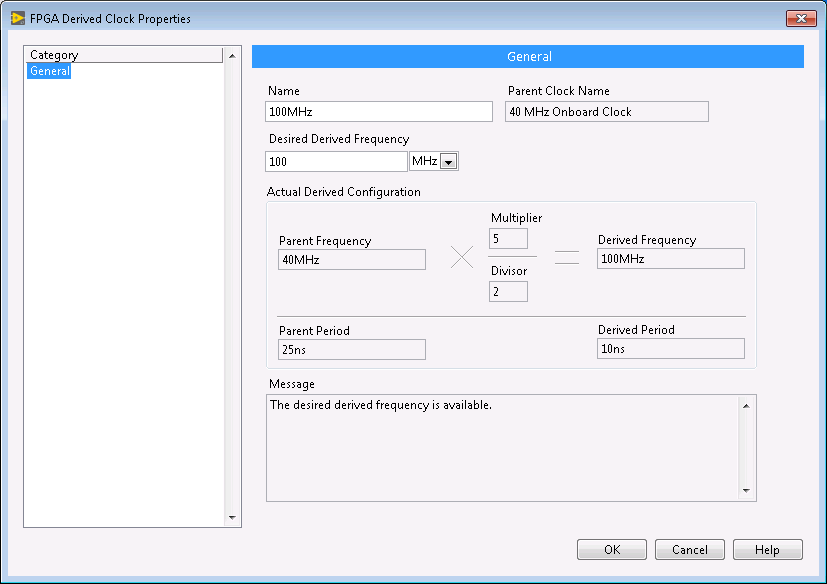 FPGA Derived Clock Properties
Category
General
General
Name
Parent Clock Name
100MHz
40 MHz Onboard Clock
Desired Derived Frequency
100
MHz
Actual Derived Configuration
Multiplier
Parent Frequency
5
Derived Frequency
40MHz
100MHz
Divisor
2
Parent Period
Derived Period
25ns
10ns
Message
The desired derived frequency is available.
OK
Cancel
Help